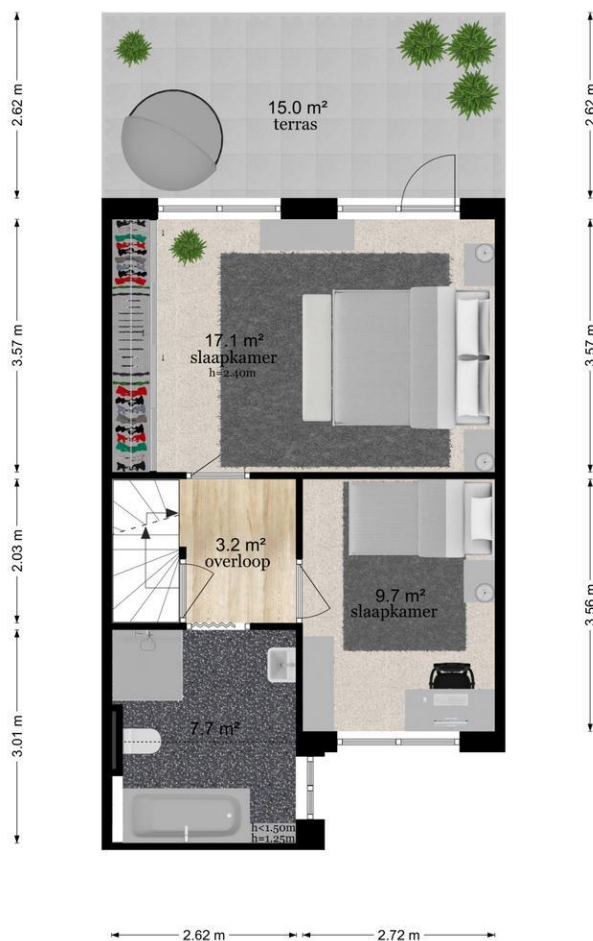 2.62 m
2.62 m
15.0 m²
terras
3.57 m
3.57 m
17.1 m²
slaapkamer
h=2.40m
2.03 m
3.2 m²
overloop
3.56 m
9.7 m²
slaapkamer
3.01 m
7.7 m²
h<1.50m
h=1.25m
2.62 m
2.72 m